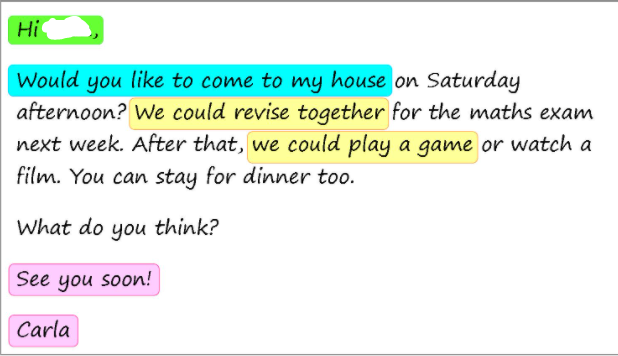 Hi ,
Would you like to come to my house on Saturday
afternoon? We could revise together for the maths exam
next week. After that, we could play a game or watch a
film. You can stay for dinner too.
What do you think?
See you soon!
Carla